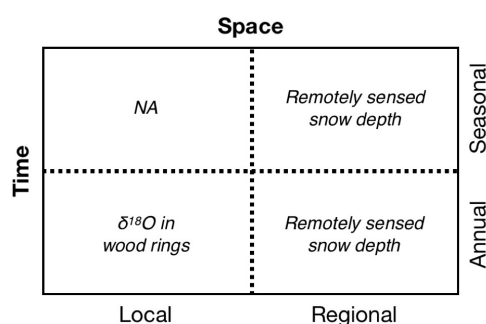 Space
Time
NA
Remotely sensed
snow depth
Seasonal
δ¹⁸O in
wood rings
Remotely sensed
snow depth
Annual
Local
Regional